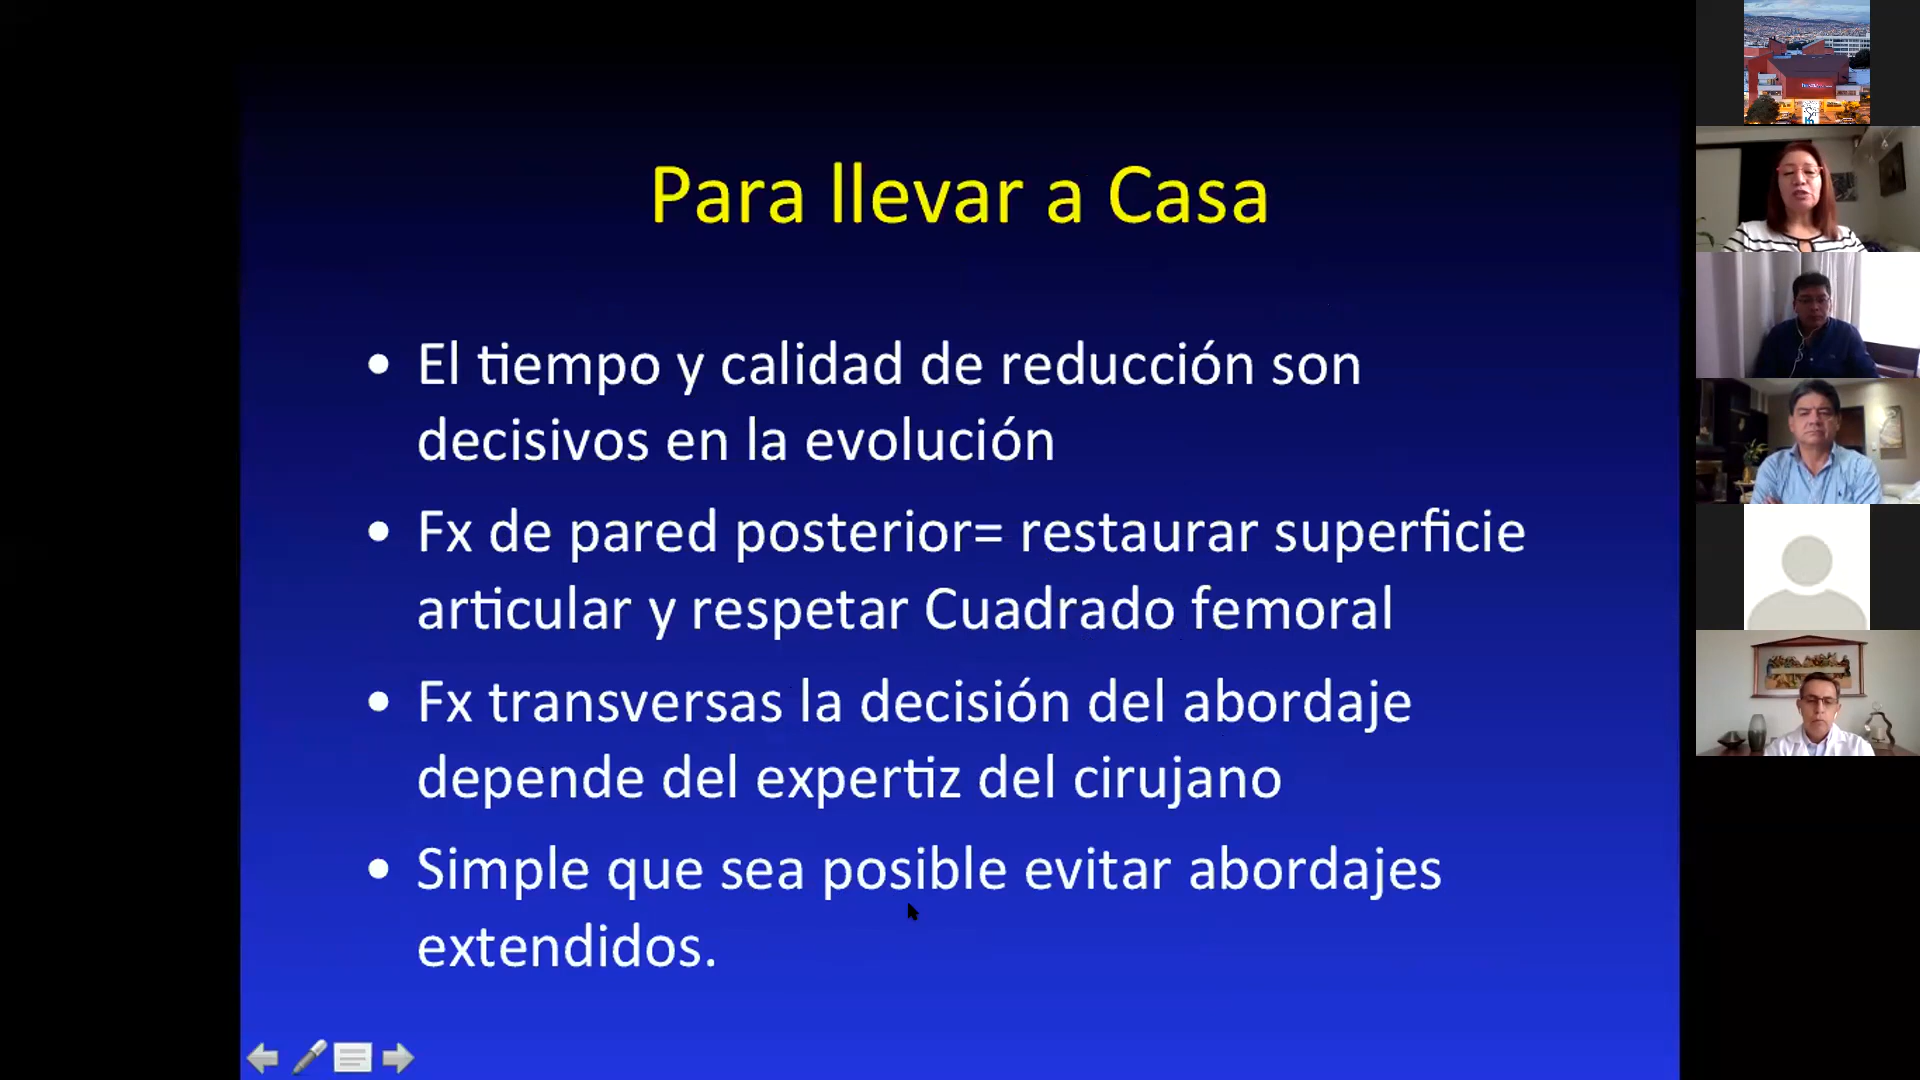 Para llevar a Casa
• El tiempo y calidad de reducción son
decisivos en la evolución
• Fx de pared posterior= restaurar superficie
articular y respetar Cuadrado femoral
• Fx transversas la decisión del abordaje
depende del expertiz del cirujano
• Simple que sea posible evitar abordajes
extendidos.